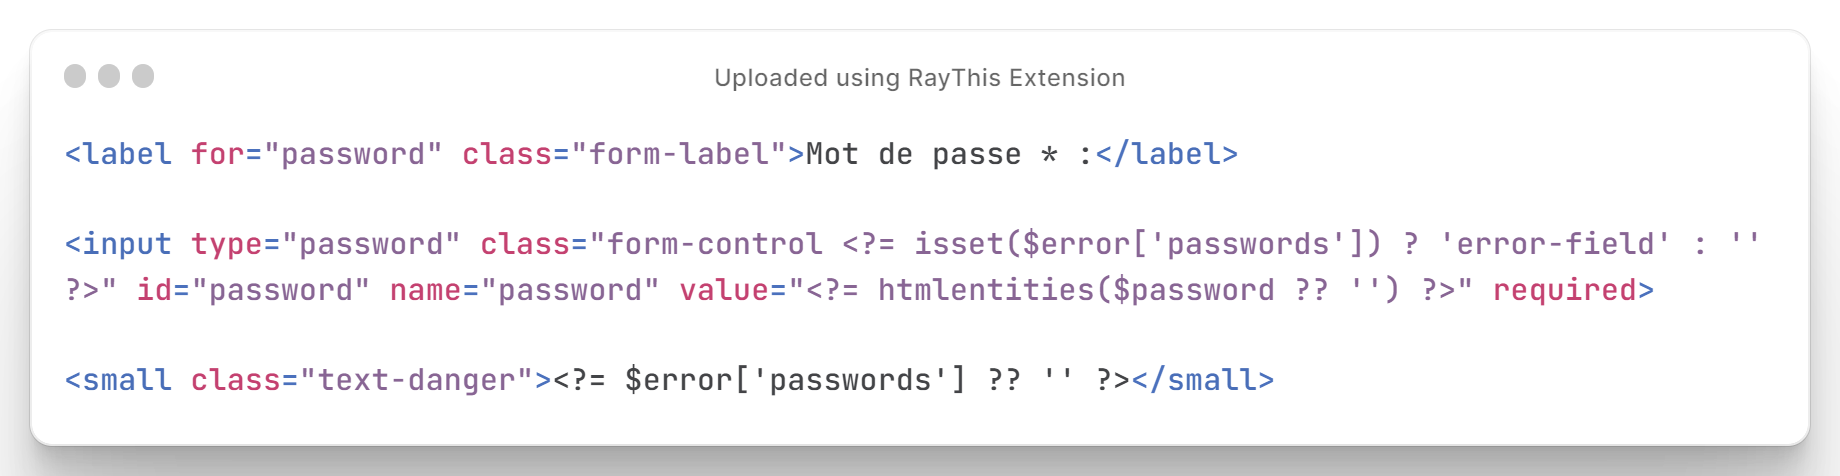 Uploaded using RayThis Extension
<label for="password" class="form-label">Mot de passe * :</label>
<input type="password" class="form-control <?= isset($error['passwords']) ? 'error-field' : ''
?>" id="password" name="password" value="<?= htmlentities($password ?? '') ?>" required>
<small class="text-danger"><?= $error['passwords'] ?? '' ?></small>